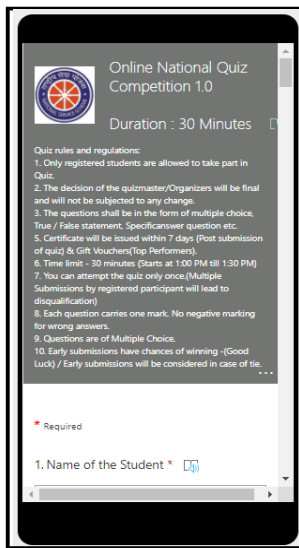 Online National Quiz
Competition 1.0
Duration : 30 Minutes
Quiz rules and regulations:
1. Only registered students are allowed to take part in
Quiz.
2. The decision of the quizmaster/Organizers will be final
and will not be subjected to any change.
3. The questions shall be in the form of multiple choice,
True / False statement, Specificanswer question etc.
5. Certificate will be issued within 7 days (Post submission
of quiz) & Gift Vouchers(Top Performers).
6. Time limit - 30 minutes (Starts at 1:00 PM till 1:30 PM)
7. You can attempt the quiz only once.(Multiple
Submissions by registered participant will lead to
disqualification)
8. Each question carries one mark. No negative marking
for wrong answers.
9. Questions are of Multiple Choice.
10. Early submissions have chances of winning -(Good
Luck) / Early submissions will be considered in case of tie.
...
* Required
1. Name of the Student *